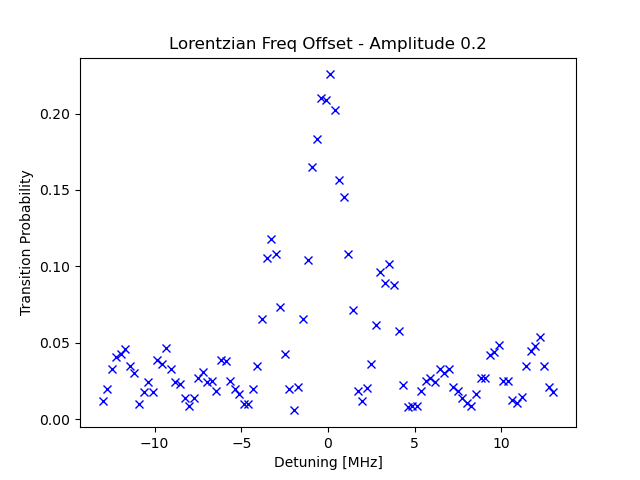 Lorentzian Freq Offset - Amplitude 0.2
Transition Probability
0.20
0.15
0.10
0.05
0.00
−10 −5 0 5 10
Detuning [MHz]